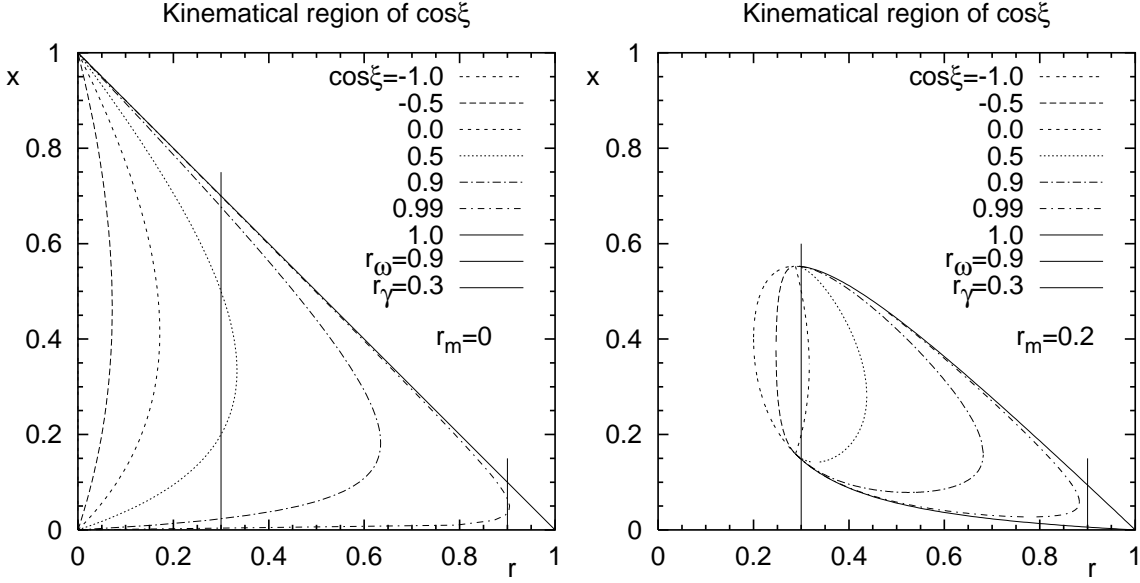 Kinematical region of cosξ
x
1
0.8
0.6
0.4
0.2
0
0 0.2 0.4 0.6 0.8 1
r
cosξ=-1.0
-0.5
0.0
0.5
0.9
0.99
1.0
rω=0.9
rγ=0.3
rm=0
Kinematical region of cosξ
x
1
0.8
0.6
0.4
0.2
0
0 0.2 0.4 0.6 0.8 1
r
cosξ=-1.0
-0.5
0.0
0.5
0.9
0.99
1.0
rω=0.9
rγ=0.3
rm=0.2